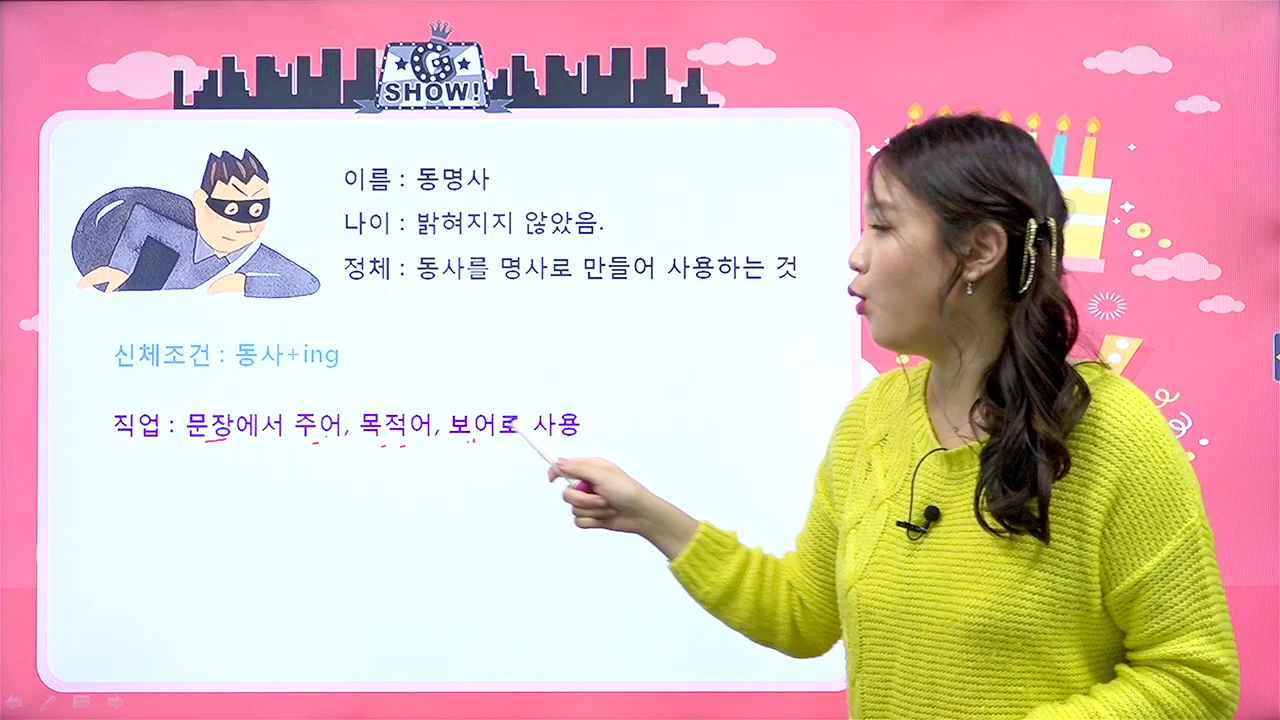 G
SHOW!
이름 : 동명사
나이 : 밝혀지지 않았음.
정체 : 동사를 명사로 만들어 사용하는 것
신체조건 : 동사+ing
직업 : 문장에서 주어, 목적어, 보어로 사용